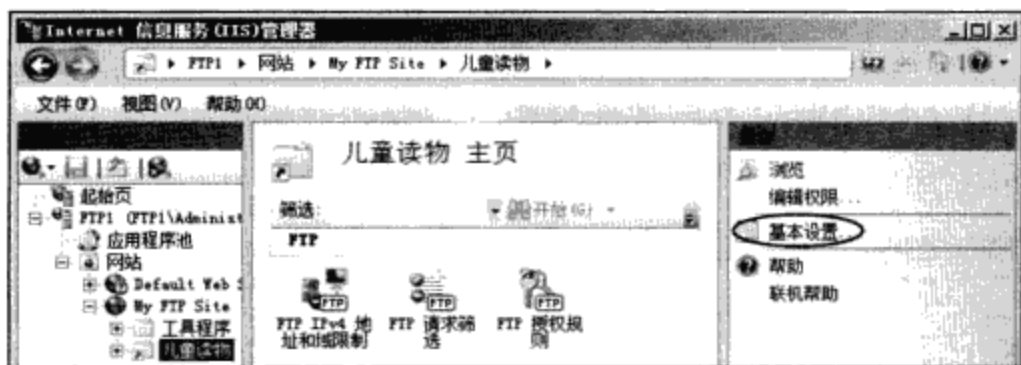 Internet 信息服务(IIS)管理器
FTP1 ▸ 网站 ▸ My FTP Site ▸ 儿童读物 ▸
文件(F) 视图(V) 帮助(H)
起始页
FTP1 (FTP1\Administ
应用程序池
网站
Default Web S
My FTP Site
工具程序
儿童读物
儿童读物 主页
筛选:
开始(G)
FTP
FTP IPv4 地址和域限制
FTP 请求筛选
FTP 授权规则
浏览
编辑权限...
基本设置...
帮助
联机帮助